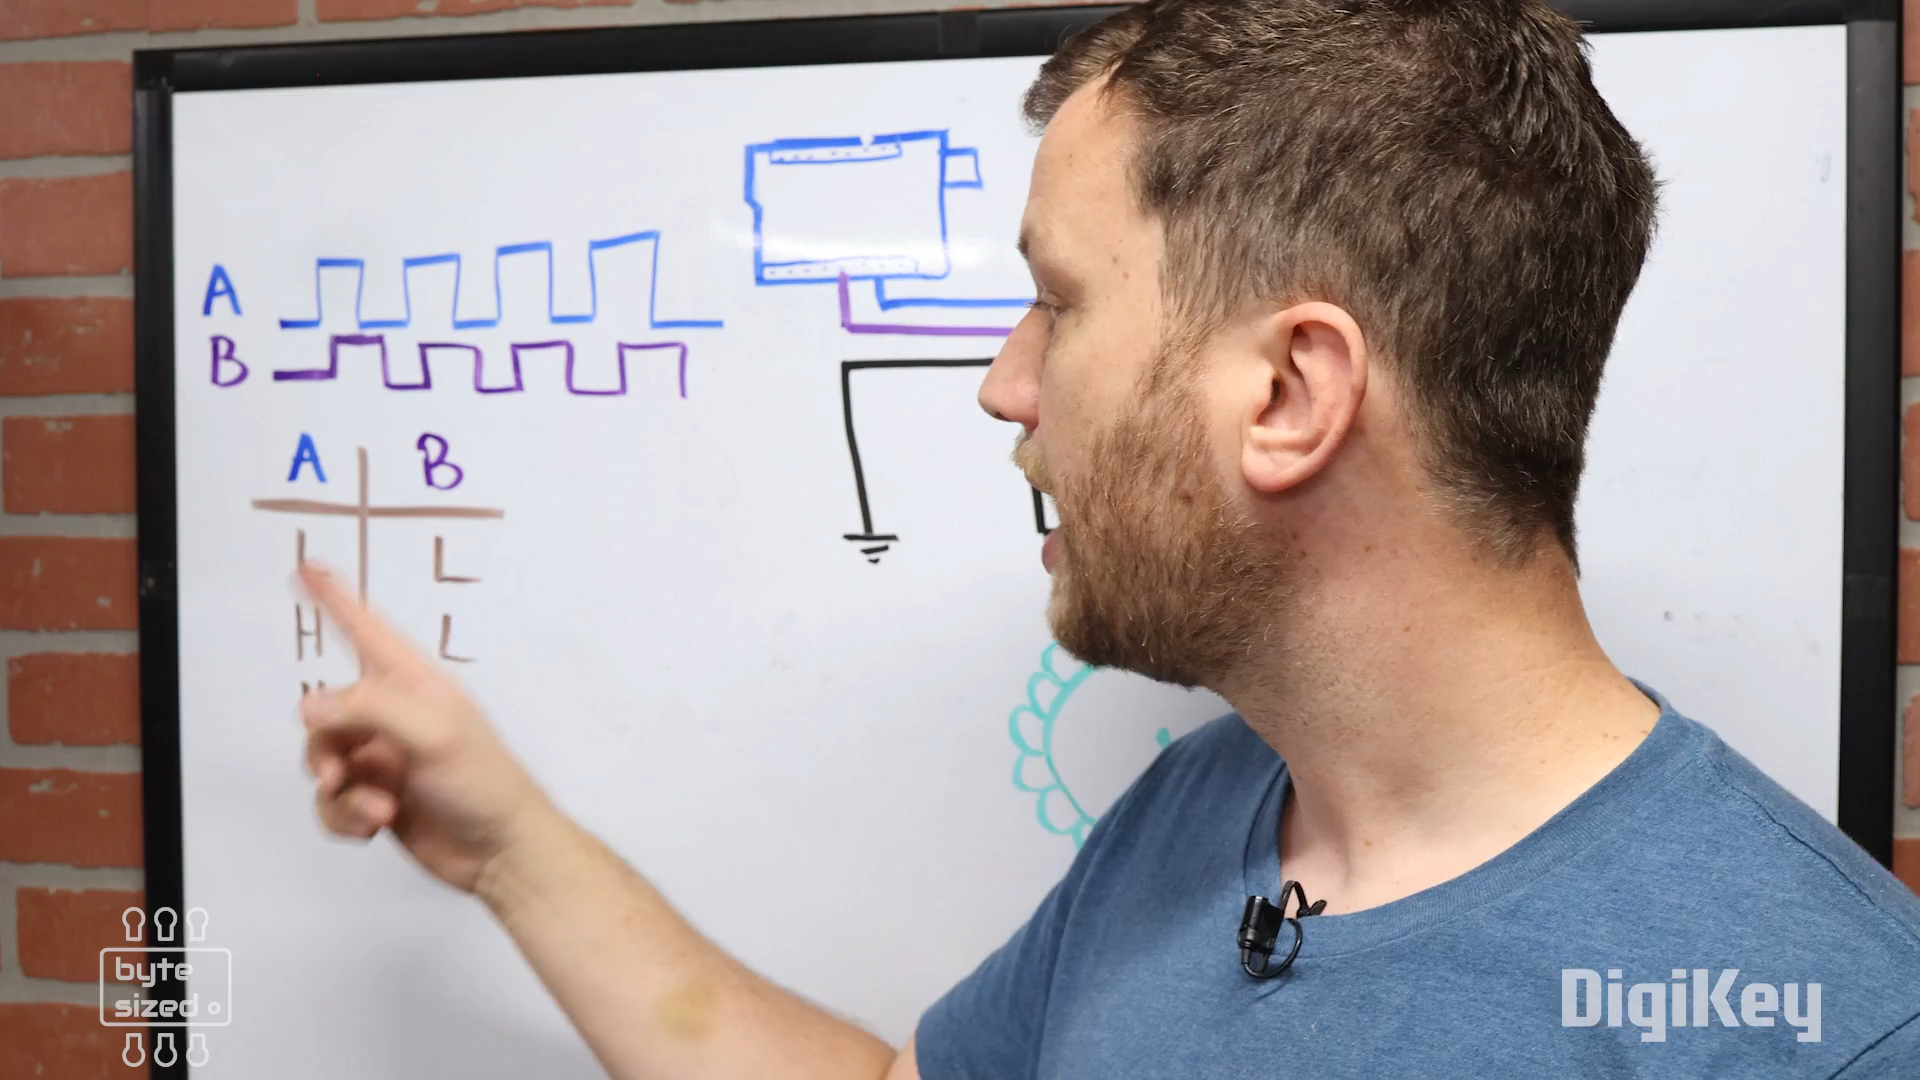 A
B
A B
L L
H L
byte
sized
DigiKey